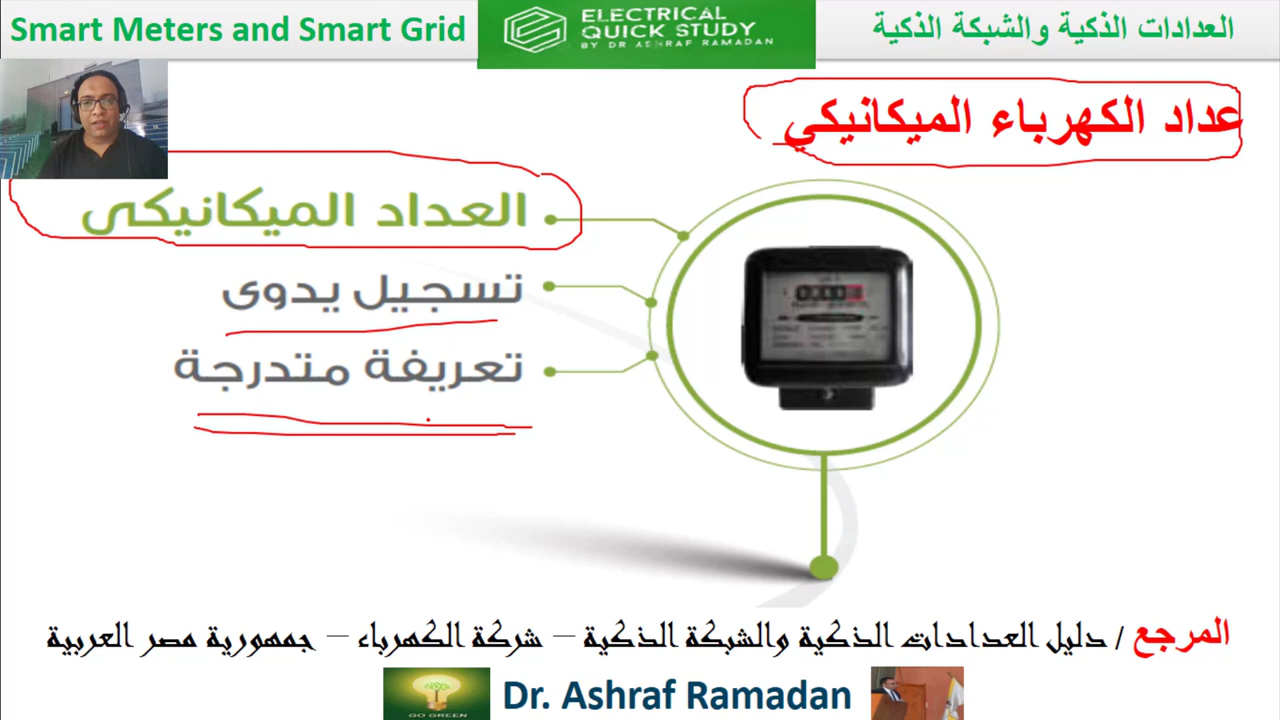 Smart Meters and Smart Grid
ELECTRICAL
QUICK STUDY
BY DR ASHRAF RAMADAN
العدادات الذكية والشبكة الذكية
عداد الكهرباء الميكانيكي
العداد الميكانيكى
تسجيل يدوى
تعريفة متدرجة
المرجع / دليل العدادات الذكية والشبكة الذكية – شركة الكهرباء – جمهورية مصر العربية
GO GREEN
Dr. Ashraf Ramadan